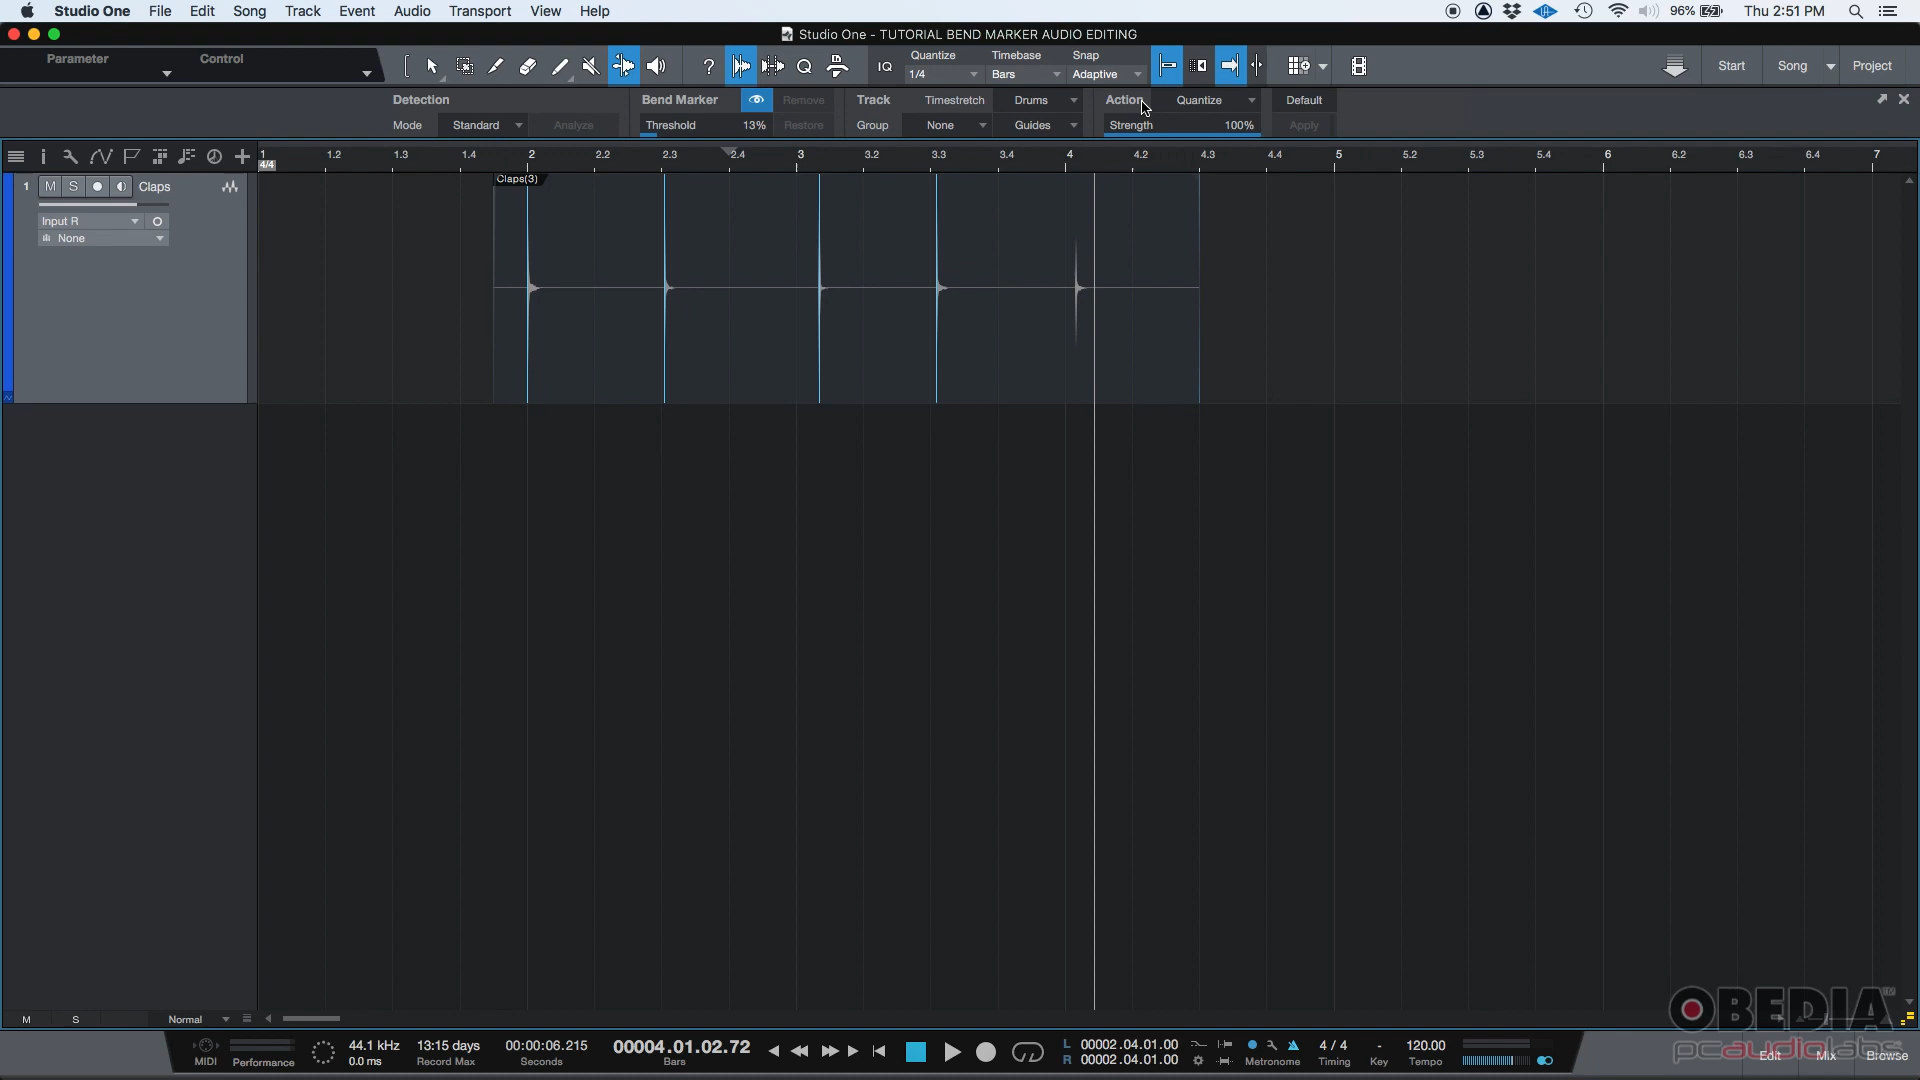 Studio One File Edit Song Track Event Audio Transport View Help 96% Thu 2:51 PM
Studio One - TUTORIAL BEND MARKER AUDIO EDITING
Parameter Control Quantize Timebase Snap
? Q IQ 1/4 Bars Adaptive Start Song Project
Detection Bend Marker Remove Track Timestretch Drums Action Quantize Default
Mode Standard Analyze Threshold 13% Restore Group None Guides Strength 100% Apply
1 1.2 1.3 1.4 2 2.2 2.3 2.4 3 3.2 3.3 3.4 4 4.2 4.3 4.4 5 5.2 5.3 5.4 6 6.2 6.3 6.4 7
4/4
1 M S Claps
Claps(3)
Input R
None
M S Normal
OBEDIA™
pcaudiolabs
MIDI Performance
44.1 kHz 0.0 ms
13:15 days Record Max
00:00:06.215 Seconds
00004.01.02.72 Bars
L 00002.04.01.00
R 00002.04.01.00
Metronome
4 / 4 Timing
- Key
120.00 Tempo
Edit Mix Browse